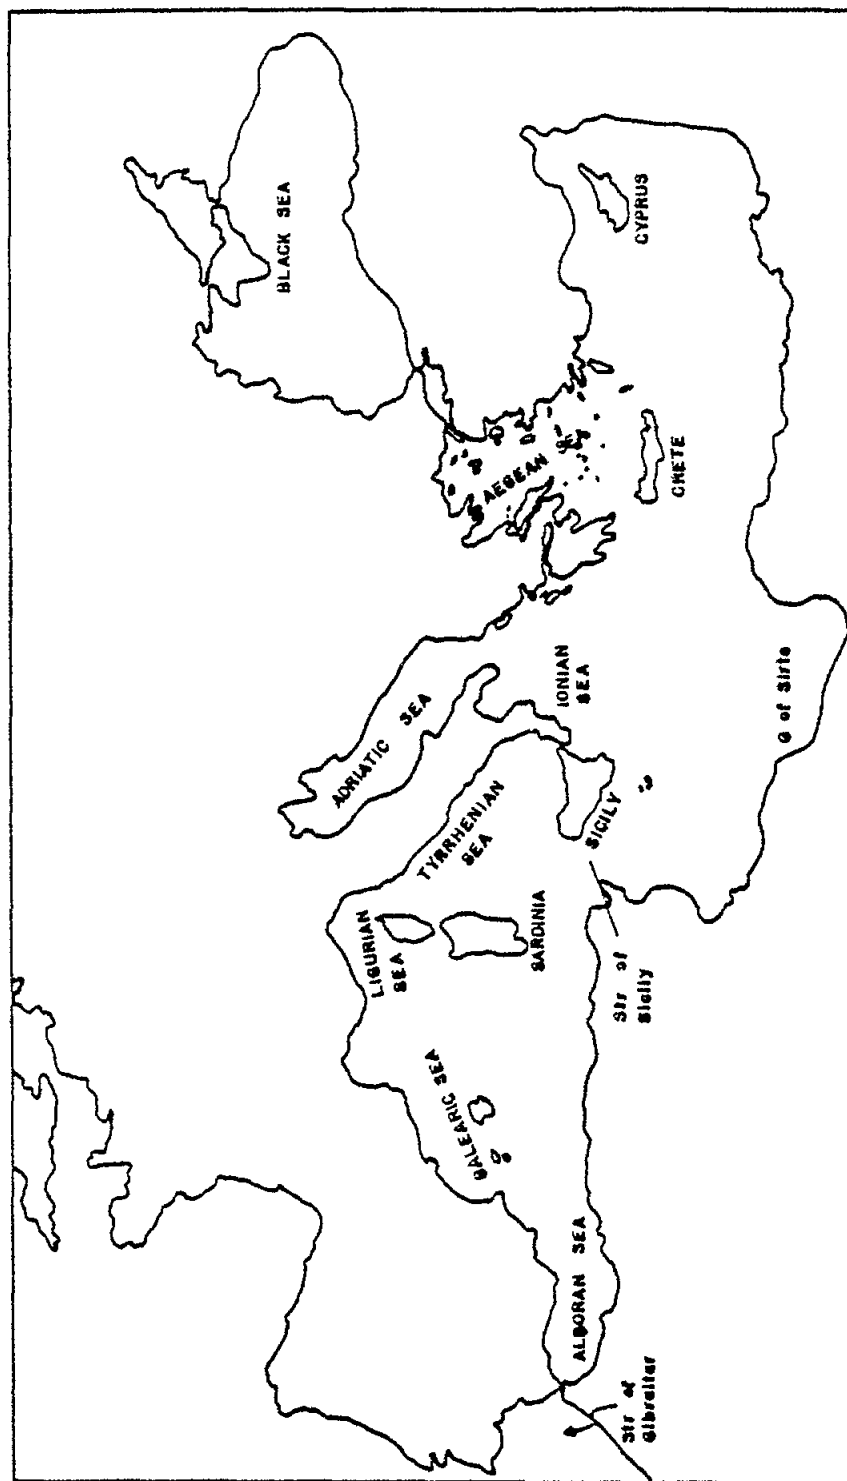 BLACK SEA
ADRIATIC SEA
LIGURIAN
SEA
TYRRHENIAN
SEA
BALEARIC SEA
AEGEAN
IONIAN
SEA
SARDINIA
SICILY
CRETE
CYPRUS
ALBORAN SEA
Str of
Sicily
Str of
Gibraltar
G of Sirte